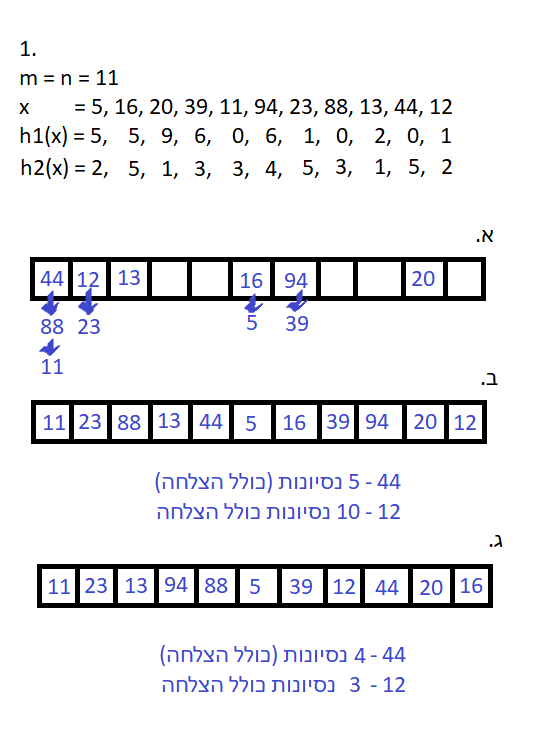 1.
m = n = 11
x = 5, 16, 20, 39, 11, 94, 23, 88, 13, 44, 12
h1(x) = 5, 5, 9, 6, 0, 6, 1, 0, 2, 0, 1
h2(x) = 2, 5, 1, 3, 3, 4, 5, 3, 1, 5, 2
א.
44 12 13 16 94 20
88 23 5 39
11
ב.
11 23 88 13 44 5 16 39 94 20 12
44 - 5 נסיונות (כולל הצלחה)
12 - 10 נסיונות כולל הצלחה
ג.
11 23 13 94 88 5 39 12 44 20 16
44 - 4 נסיונות (כולל הצלחה)
12 - 3 נסיונות כולל הצלחה